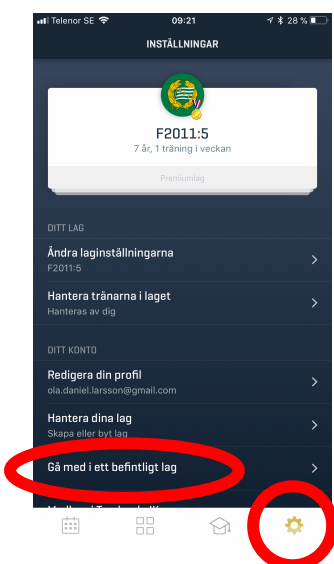 Telenor SE 09:21 28 %
INSTÄLLNINGAR
F2011:5
7 år, 1 träning i veckan
Premiumlag
DITT LAG
Ändra laginställningarna
F2011:5
Hantera tränarna i laget
Hanteras av dig
DITT KONTO
Redigera din profil
ola.daniel.larsson@gmail.com
Hantera dina lag
Skapa eller byt lag
Gå med i ett befintligt lag